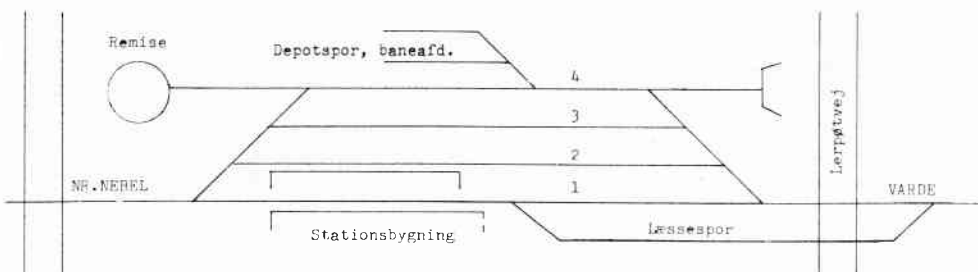 Remise
Depotspor, baneafd.
4
3
2
NR.NEBEL
1
Lerpøtvej
VARDE
Stationsbygning
Læssespor